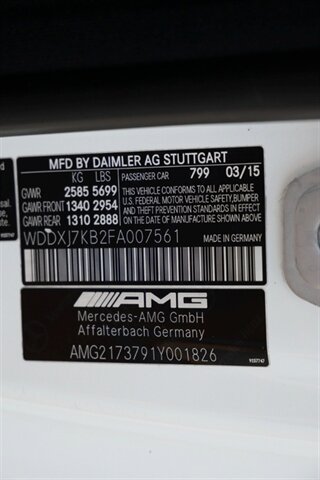 MFD BY DAIMLER AG STUTTGART
KG LBS PASSENGER CAR 799 03/15
GVWR 2585 5699
GAWR FRONT 1340 2954
GAWR REAR 1310 2888
THIS VEHICLE CONFORMS TO ALL APPLICABLE
U.S. FEDERAL MOTOR VEHICLE SAFETY,
BUMPER, AND THEFT PREVENTION
STANDARDS IN EFFECT
ON THE DATE OF MANUFACTURE SHOWN ABOVE.
WDDXJ7KB2FA007561 MADE IN GERMANY
AMG
Mercedes-AMG GmbH
Affalterbach Germany
AMG2173791Y001826